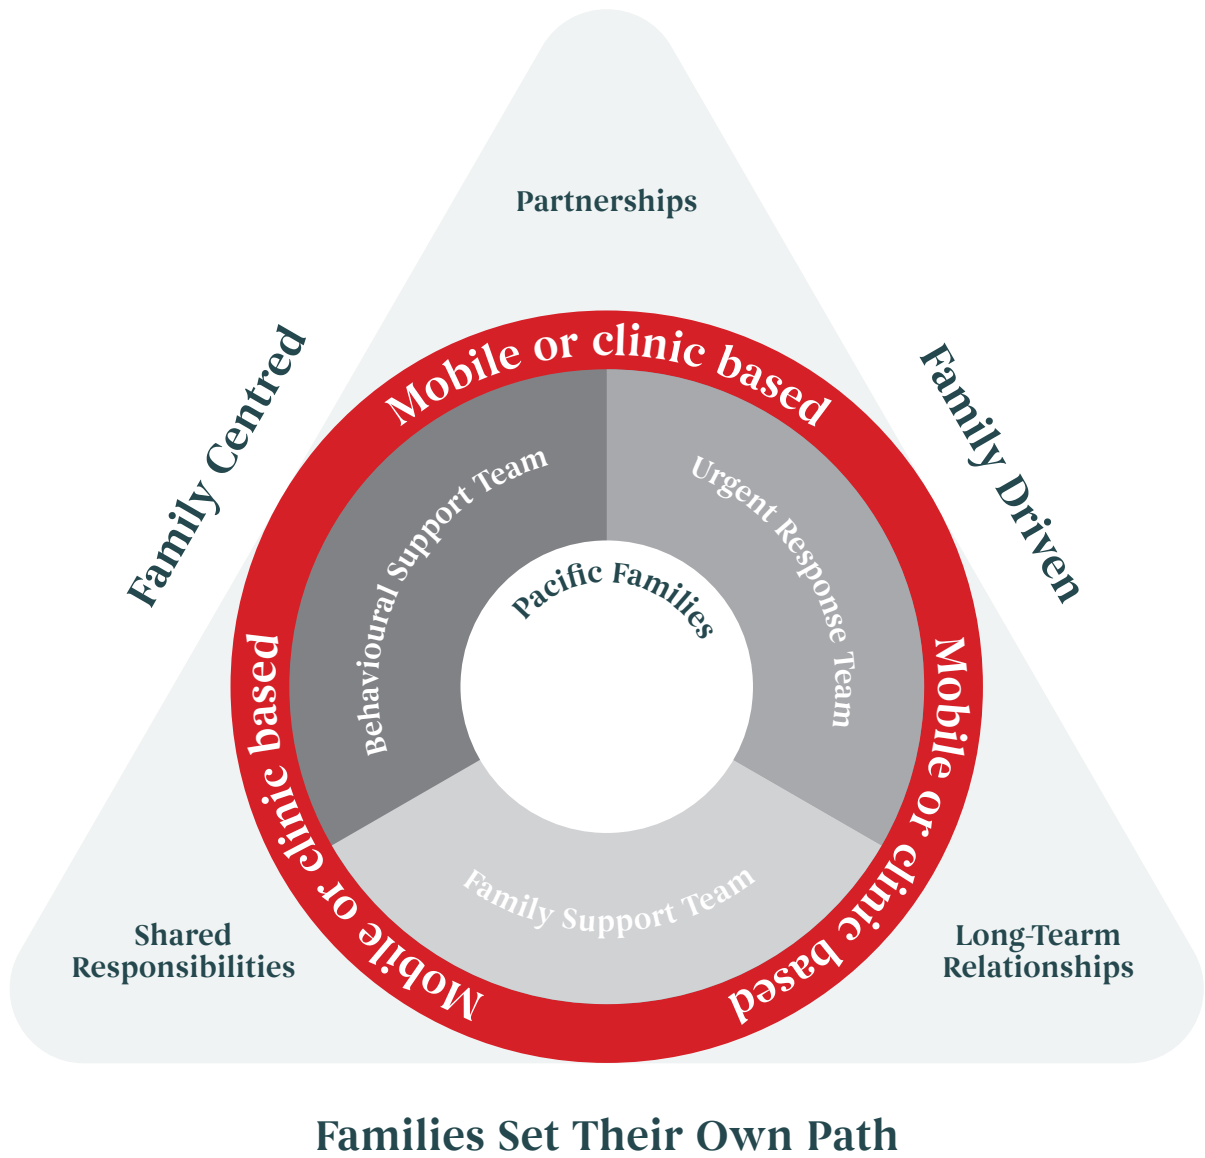 Partnerships
Family Centred
Family Driven
Mobile or clinic based
Mobile or clinic based
Mobile or clinic based
Behavioural Support Team
Urgent Response Team
Pacific Families
Family Support Team
Shared
Responsibilities
Long-Tearm
Relationships
Families Set Their Own Path